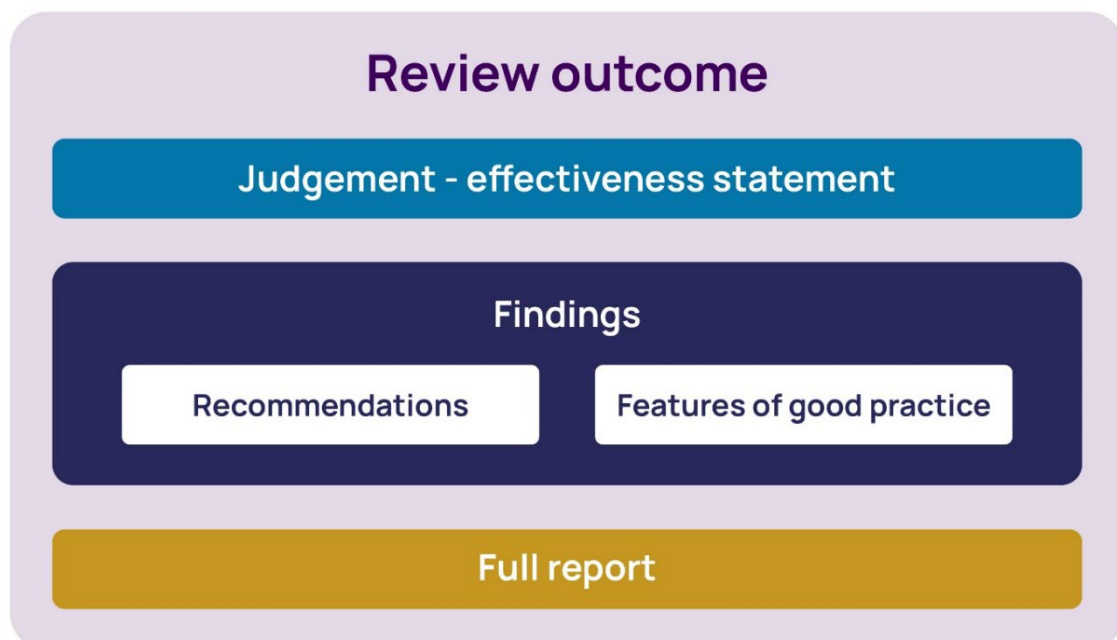 Review outcome
Judgement - effectiveness statement
Findings
Recommendations
Features of good practice
Full report